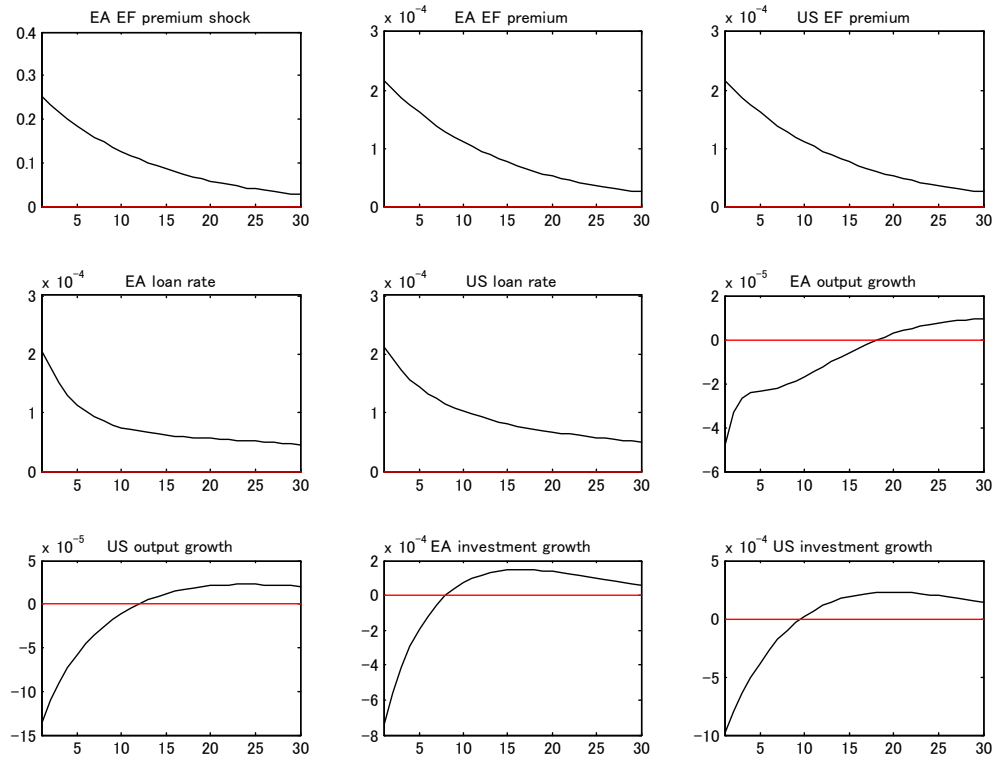 EA EF premium shock
0.4
0.3
0.2
0.1
0
5 10 15 20 25 30
x 10⁻⁴ EA EF premium
3
2
1
0
5 10 15 20 25 30
x 10⁻⁴ US EF premium
3
2
1
0
5 10 15 20 25 30
x 10⁻⁴ EA loan rate
3
2
1
0
5 10 15 20 25 30
x 10⁻⁴ US loan rate
3
2
1
0
5 10 15 20 25 30
x 10⁻⁵ EA output growth
2
0
−2
−4
−6
5 10 15 20 25 30
x 10⁻⁵ US output growth
5
0
−5
−10
−15
5 10 15 20 25 30
x 10⁻⁴ EA investment growth
2
0
−2
−4
−6
−8
5 10 15 20 25 30
x 10⁻⁴ US investment growth
5
0
−5
−10
5 10 15 20 25 30